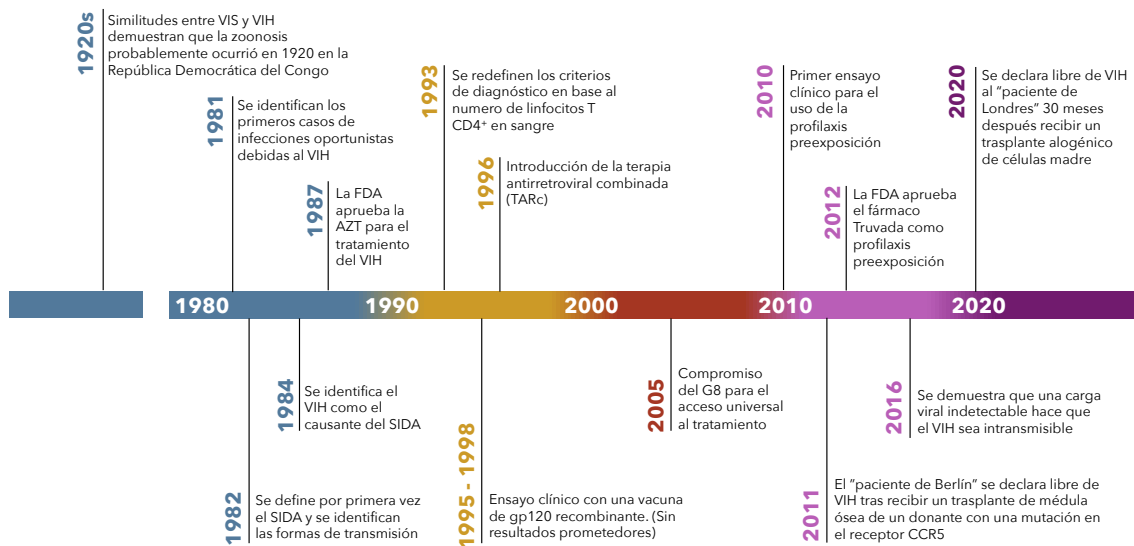 1920s
Similitudes entre VIS y VIH
demuestran que la zoonosis
probablemente ocurrió en 1920 en la
República Democrática del Congo
1981
Se identifican los
primeros casos de
infecciones oportunistas
debidas al VIH
1987
La FDA
aprueba la
AZT para el
tratamiento
del VIH
1993
Se redefinen los criterios
de diagnóstico en base al
numero de linfocitos T
CD4+ en sangre
1996
Introducción de la terapia
antirretroviral combinada
(TARc)
2010
Primer ensayo
clínico para el
uso de la
profilaxis
preexposición
2012
La FDA aprueba
el fármaco
Truvada como
profilaxis
preexposición
2020
Se declara libre de VIH
al "paciente de
Londres" 30 meses
después recibir un
trasplante alogénico
de células madre
1980 1990 2000 2010 2020
1982
Se define por primera vez
el SIDA y se identifican
las formas de transmisión
1984
Se identifica el
VIH como el
causante del SIDA
1995 - 1998
Ensayo clínico con una vacuna
de gp120 recombinante. (Sin
resultados prometedores)
2005
Compromiso
del G8 para el
acceso universal
al tratamiento
2011
El "paciente de Berlín" se declara libre de
VIH tras recibir un trasplante de médula
ósea de un donante con una mutación en
el receptor CCR5
2016
Se demuestra que una carga
viral indetectable hace que
el VIH sea intransmisible